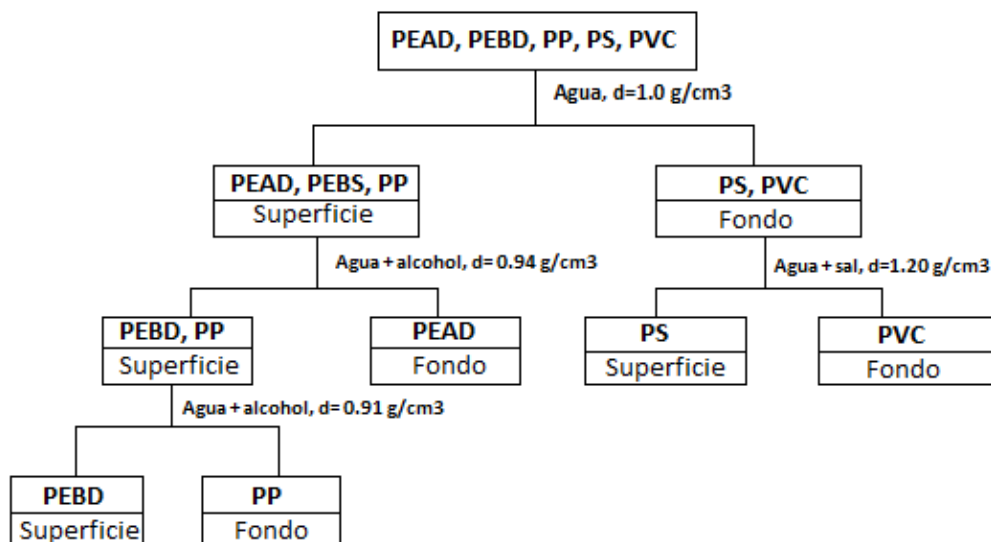 PEAD, PEBD, PP, PS, PVC
Agua, d=1.0 g/cm3
PEAD, PEBS, PP
Superficie
PS, PVC
Fondo
Agua + alcohol, d= 0.94 g/cm3
Agua + sal, d=1.20 g/cm3
PEBD, PP
Superficie
PEAD
Fondo
PS
Superficie
PVC
Fondo
Agua + alcohol, d= 0.91 g/cm3
PEBD
Superficie
PP
Fondo